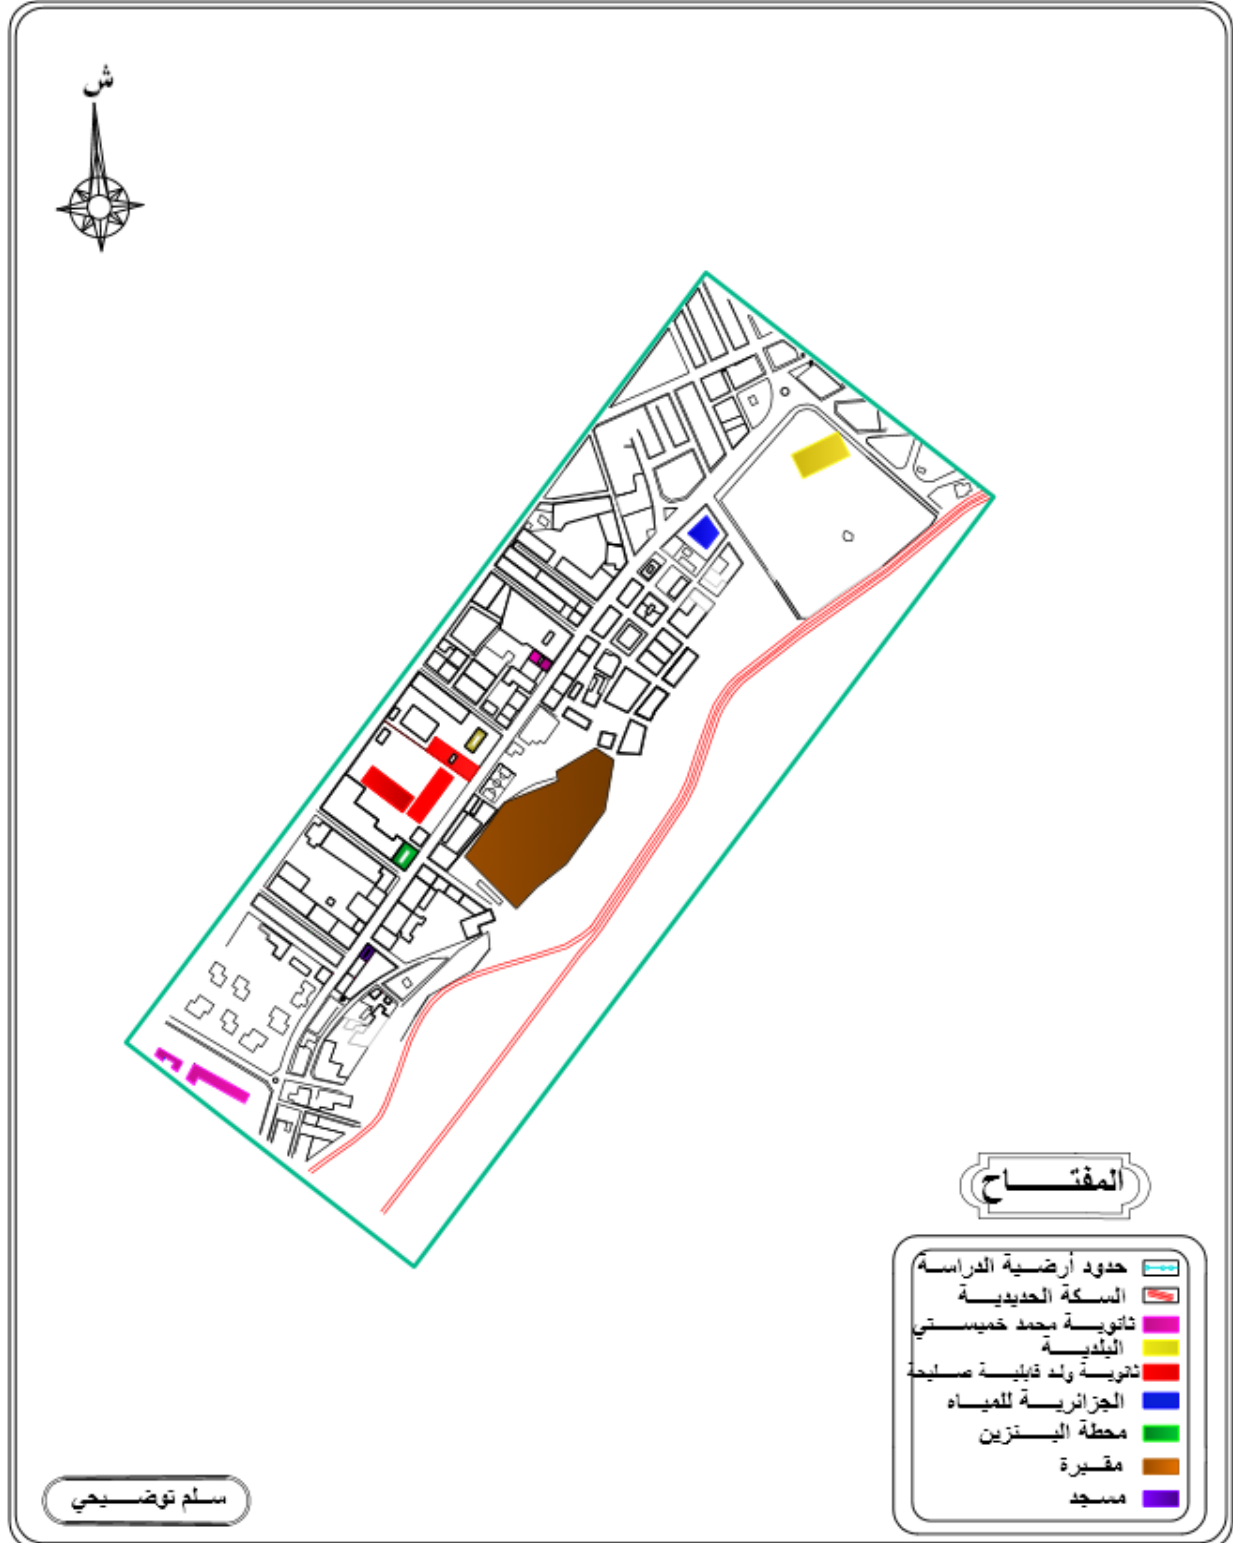 ش
المفتاح
حدود أرضية الدراسة
السكة الحديدية
ثانوية محمد خميستي
البلدية
ثانوية ولد قابلية صليحة
الجزائرية للمياه
محطة البنزين
مقبرة
مسجد
سلم توضيحي